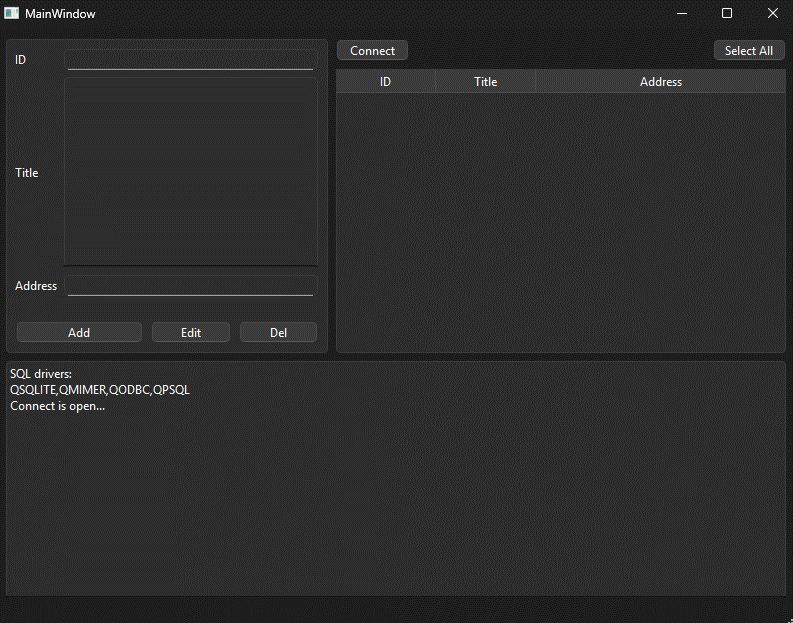 MainWindow
ID
Title
Address
Add Edit Del
Connect Select All
ID Title Address
SQL drivers:
QSQLITE,QMIMER,QODBC,QPSQL
Connect is open...